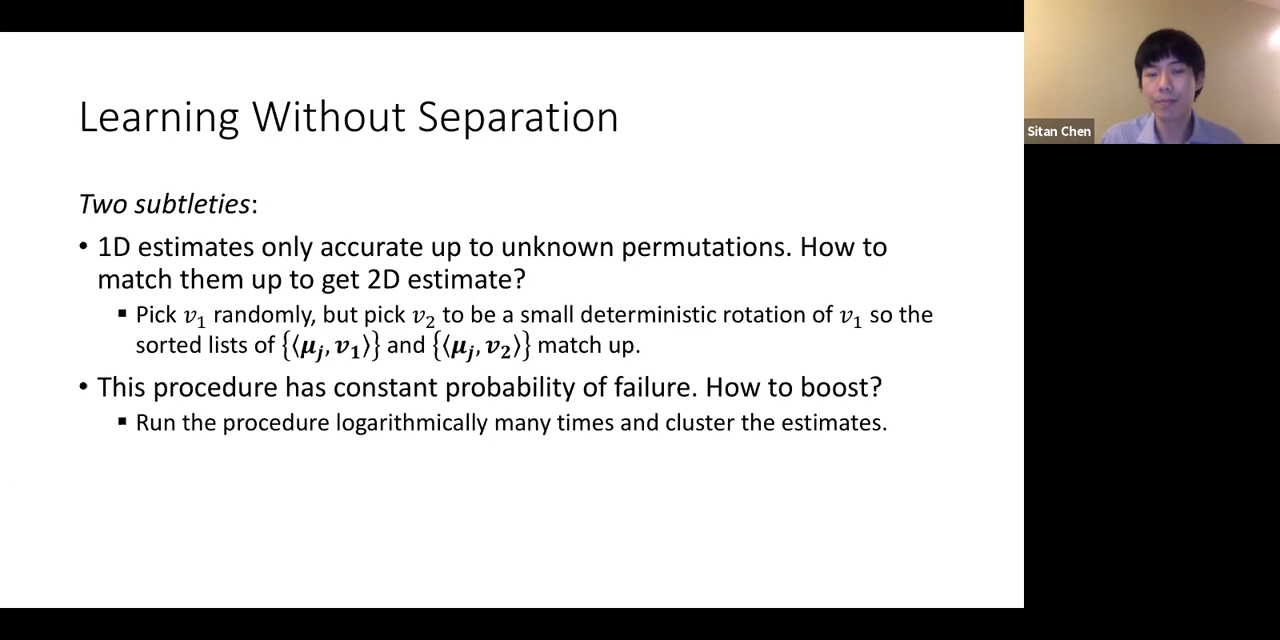 Learning Without Separation
Two subtleties:
• 1D estimates only accurate up to unknown permutations. How to
match them up to get 2D estimate?
▪ Pick v₁ randomly, but pick v₂ to be a small deterministic rotation of v₁ so the
sorted lists of {⟨μⱼ, v₁⟩} and {⟨μⱼ, v₂⟩} match up.
• This procedure has constant probability of failure. How to boost?
▪ Run the procedure logarithmically many times and cluster the estimates.
Sitan Chen